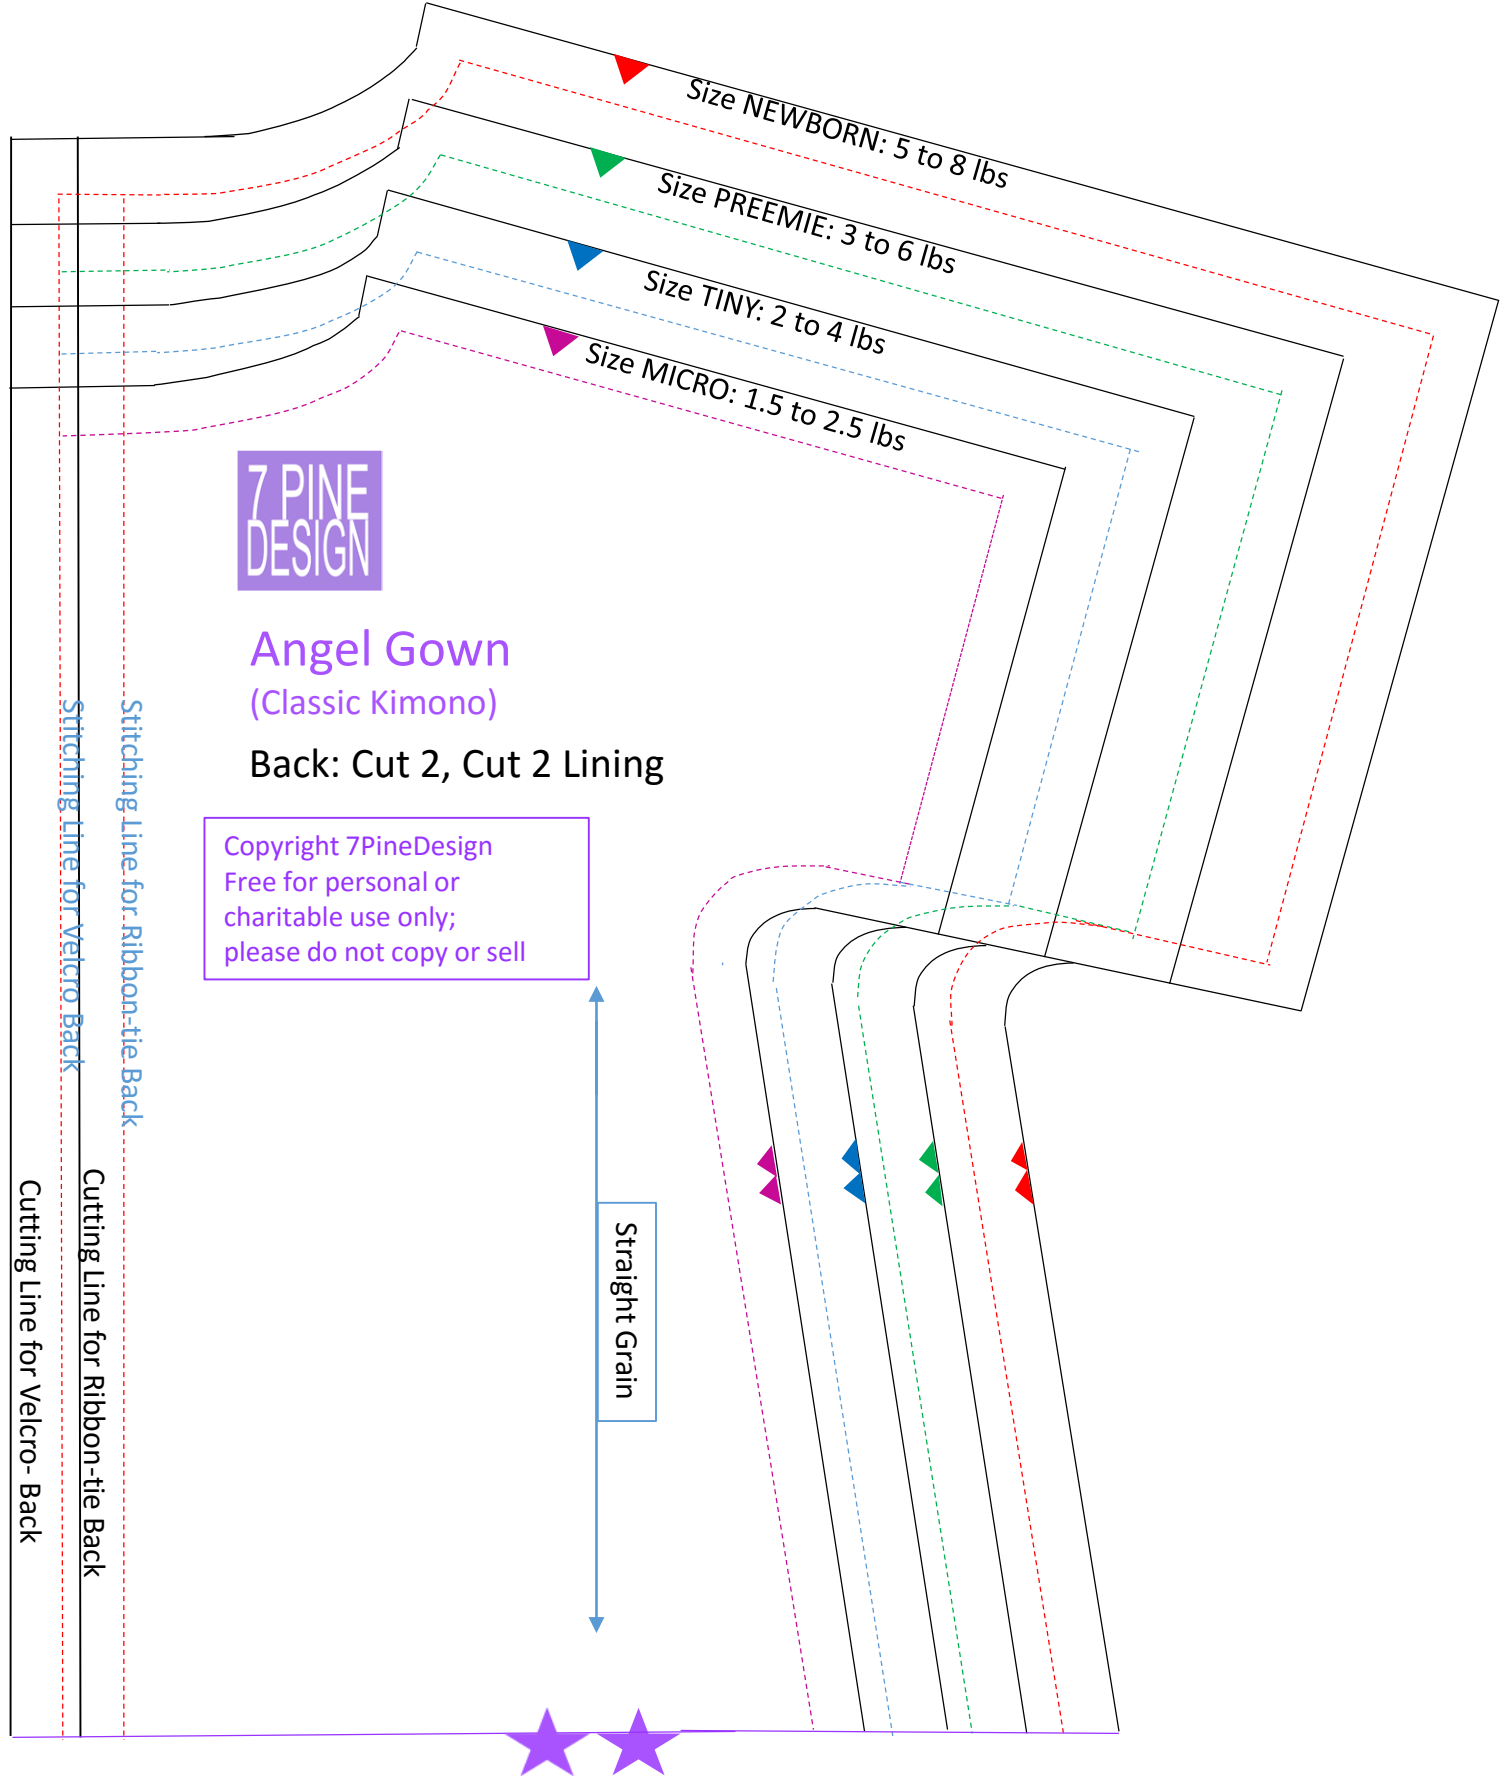 Size NEWBORN: 5 to 8 lbs
Size PREEMIE: 3 to 6 lbs
Size TINY: 2 to 4 lbs
Size MICRO: 1.5 to 2.5 lbs
7 PINE
DESIGN
Angel Gown
(Classic Kimono)
Back: Cut 2, Cut 2 Lining
Copyright 7PineDesign
Free for personal or
charitable use only;
please do not copy or sell
Stitching Line for Velcro Back
Stitching Line for Ribbon-tie Back
Cutting Line for Velcro- Back
Cutting Line for Ribbon-tie Back
Straight Grain